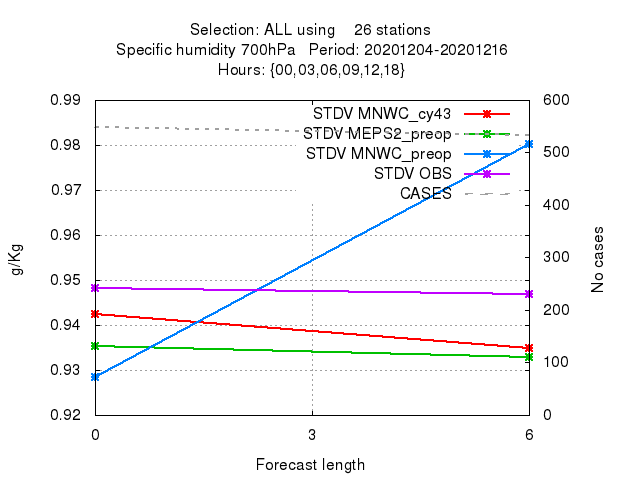 Selection: ALL using    26 stations
Specific humidity 700hPa   Period: 20201204-20201216
Hours: {00,03,06,09,12,18}
0.99
0.98
0.97
0.96
0.95
0.94
0.93
0.92
g/Kg
STDV MNWC_cy43
STDV MEPS2_preop
STDV MNWC_preop
STDV OBS
CASES
600
500
400
300
200
100
0
No cases
0 3 6
Forecast length